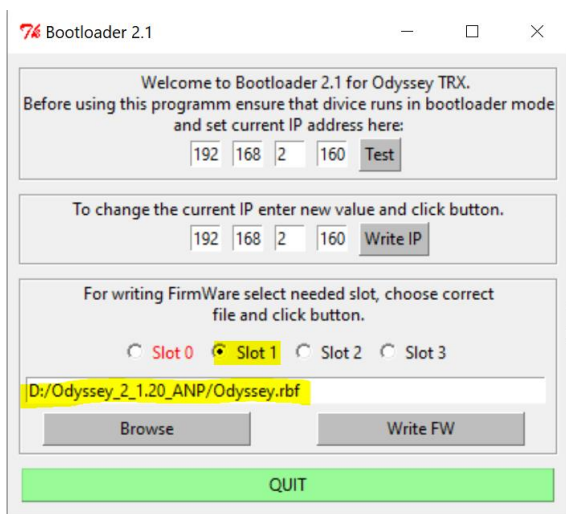 Bootloader 2.1
Welcome to Bootloader 2.1 for Odyssey TRX.
Before using this programm ensure that divice runs in bootloader mode
and set current IP address here:
192 168 2 160 Test
To change the current IP enter new value and click button.
192 168 2 160 Write IP
For writing FirmWare select needed slot, choose correct
file and click button.
Slot 0 Slot 1 Slot 2 Slot 3
D:/Odyssey_2_1.20_ANP/Odyssey.rbf
Browse Write FW
QUIT